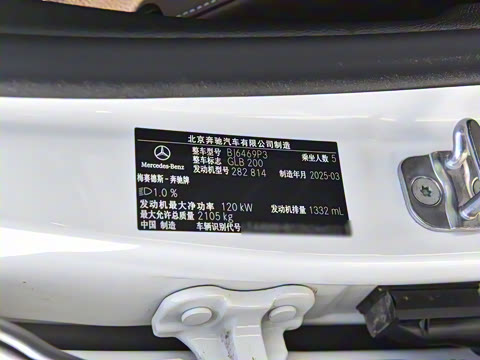 北京奔驰汽车有限公司制造
整车型号 BJ6469P3 乘坐人数 5
整车标志 GLB 200
发动机型号 282 814 制造年月 2025-03
Mercedes-Benz
梅赛德斯-奔驰牌
1.0 %
发动机最大净功率 120 kW 发动机排量 1332 mL
最大允许总质量 2105 kg
中国 制造 车辆识别代号